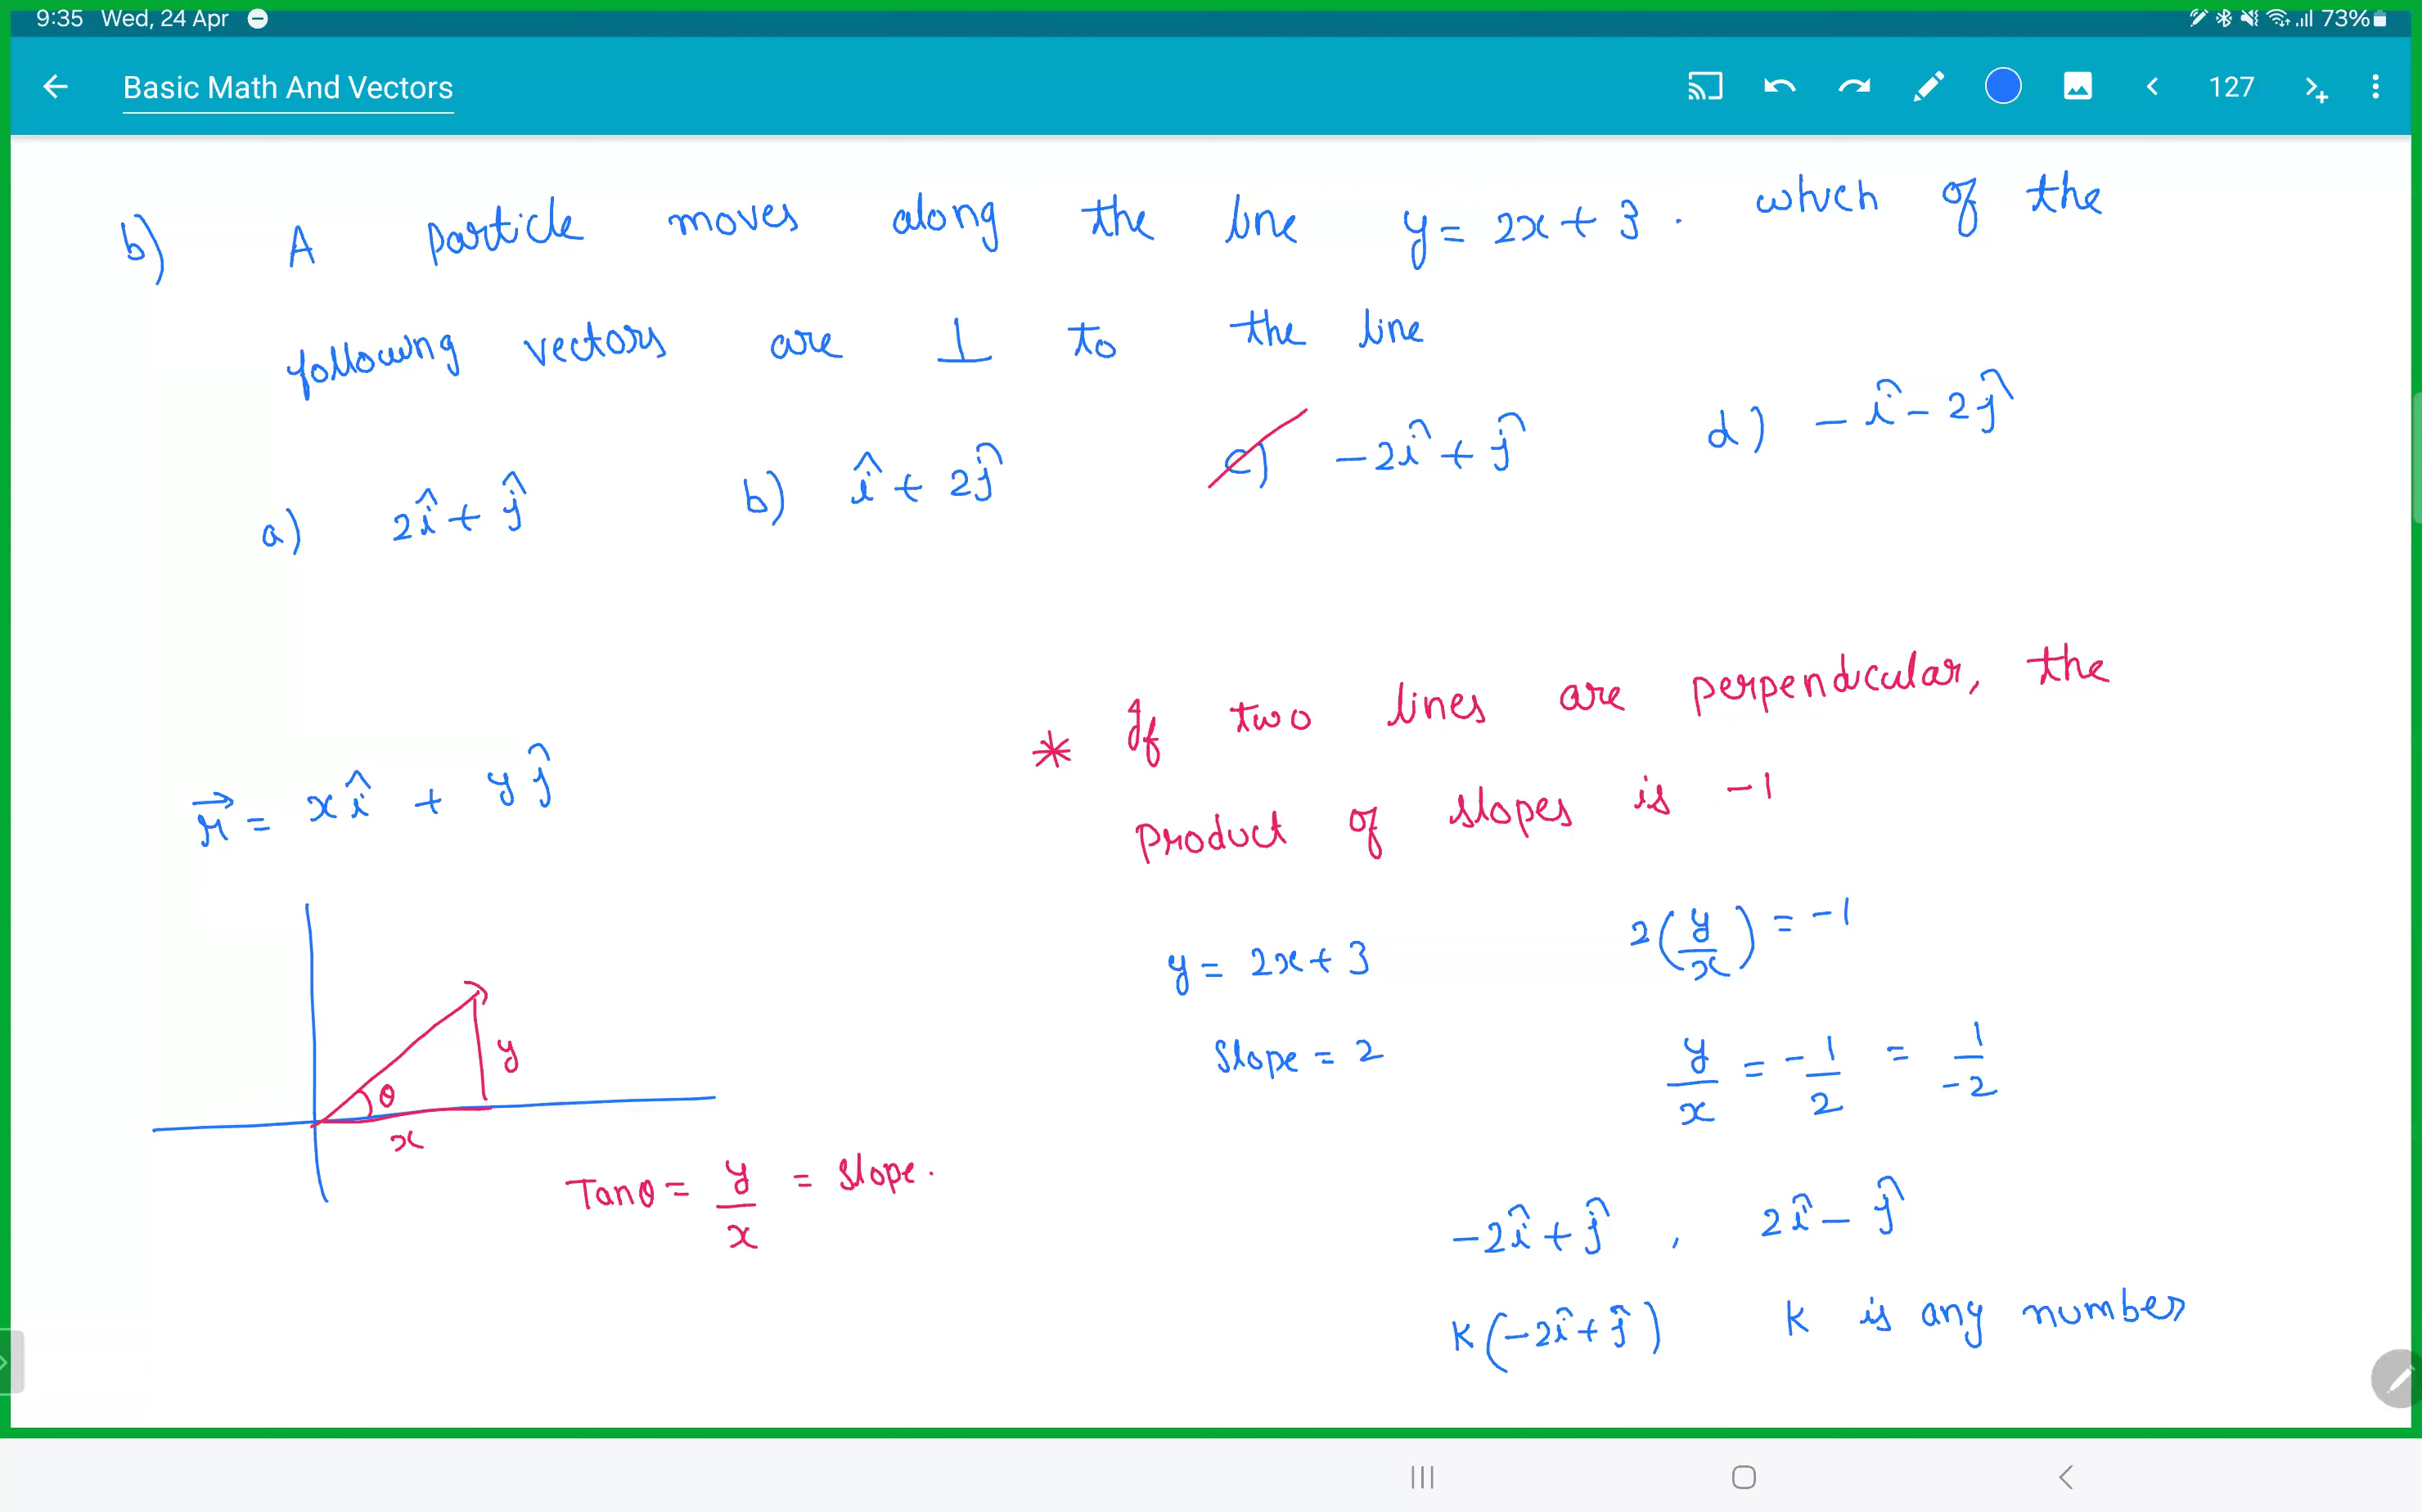 9:35 Wed, 24 Apr 73%
Basic Math And Vectors 127
b) A particle moves along the line y = 2x + 3 . which of the
following vectors are ⊥ to the line
a) 2î + ĵ b) î + 2ĵ c) -2î + ĵ d) -î - 2ĵ
* If two lines are perpendicular, the
product of slopes is -1
r⃗ = xî + yĵ
y = 2x + 3 2(y/x) = -1
Slope = 2 y/x = -1/2 = 1/-2
θ
x
y
Tanθ = y/x = slope.
-2î + ĵ , 2î - ĵ
K(-2î + ĵ) K is any number